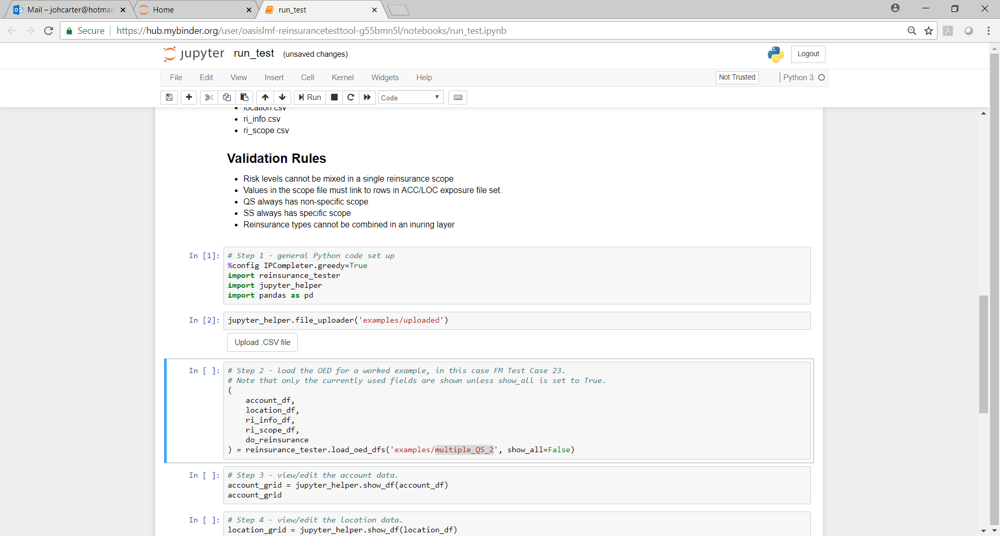 Mail – johcarter@hotmai
Home
run_test
Secure
https://hub.mybinder.org/user/oasislmf-reinsurancetesttool-g55bmn5l/notebooks/run_test.ipynb
jupyter run_test (unsaved changes)
Logout
File Edit View Insert Cell Kernel Widgets Help
Not Trusted
Python 3
Run
Code
location.csv
ri_info.csv
ri_scope.csv
Validation Rules
Risk levels cannot be mixed in a single reinsurance scope
Values in the scope file must link to rows in ACC/LOC exposure file set.
QS always has non-specific scope
SS always has specific scope
Reinsurance types cannot be combined in an inuring layer
In [1]: # Step 1 - general Python code set up
%config IPCompleter.greedy=True
import reinsurance_tester
import jupyter_helper
import pandas as pd
In [2]: jupyter_helper.file_uploader('examples/uploaded')
Upload .CSV file
In [ ]: # Step 2 - load the OED for a worked example, in this case FM Test Case 23.
# Note that only the currently used fields are shown unless show_all is set to True.
(
account_df,
location_df,
ri_info_df,
ri_scope_df,
do_reinsurance
) = reinsurance_tester.load_oed_dfs('examples/multiple_QS_2', show_all=False)
In [ ]: # Step 3 - view/edit the account data.
account_grid = jupyter_helper.show_df(account_df)
account_grid
In [ ]: # Step 4 - view/edit the location data.
location_grid = jupyter_helper.show_df(location_df)